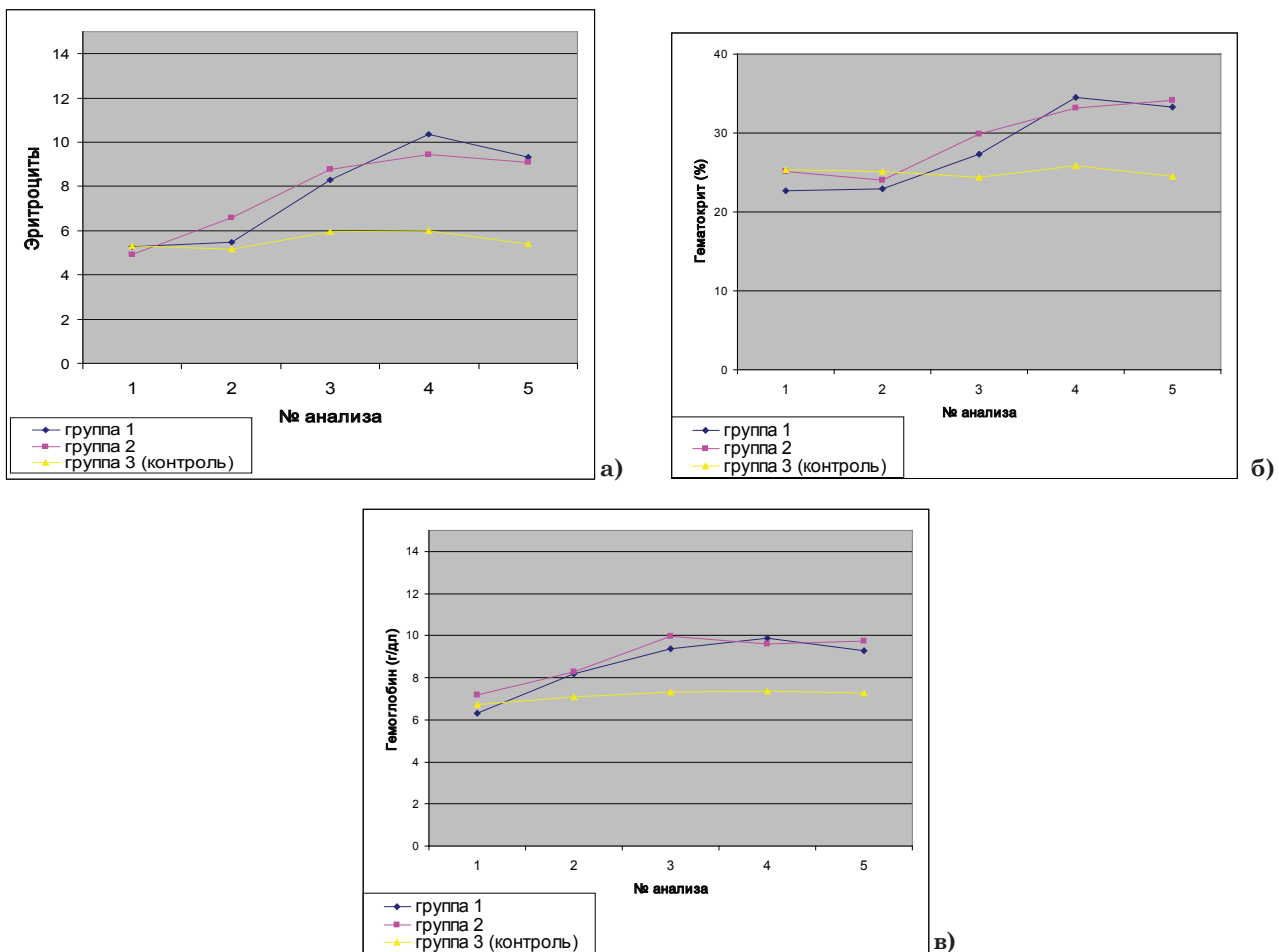 14
12
10
8
6
4
2
0
Эритроциты
1 2 3 4 5
№ анализа
группа 1
группа 2
группа 3 (контроль)
а)
40
30
20
10
0
Гематокрит (%)
1 2 3 4 5
№ анализа
группа 1
группа 2
группа 3 (контроль)
б)
14
12
10
8
6
4
2
0
Гемоглобин (г/дл)
1 2 3 4 5
№ анализа
группа 1
группа 2
группа 3 (контроль)
в)